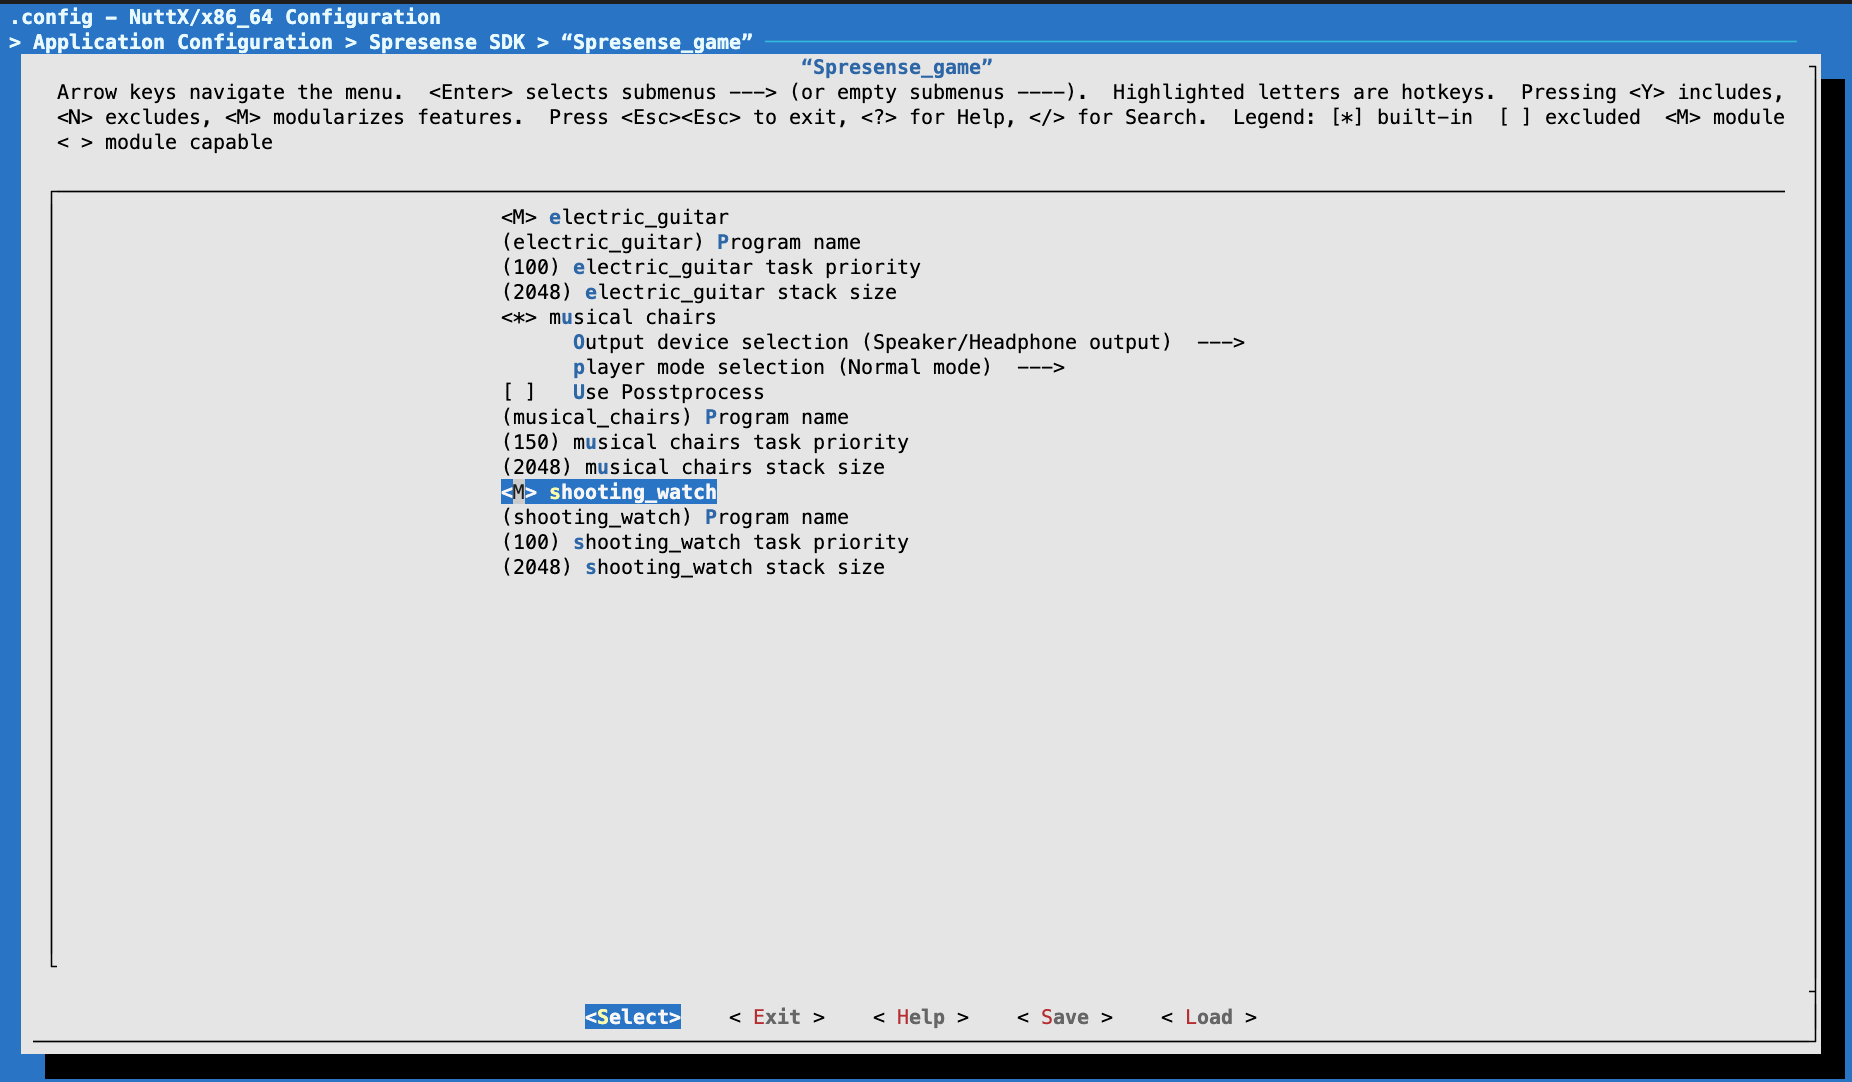 .config - NuttX/x86_64 Configuration
> Application Configuration > Spresense SDK > “Spresense_game”
“Spresense_game”
Arrow keys navigate the menu.  <Enter> selects submenus ---> (or empty submenus ----).  Highlighted letters are hotkeys.  Pressing <Y> includes,
<N> excludes, <M> modularizes features.  Press <Esc><Esc> to exit, <?> for Help, </> for Search.  Legend: [*] built-in  [ ] excluded  <M> module
< > module capable
<M> electric_guitar
(electric_guitar) Program name
(100) electric_guitar task priority
(2048) electric_guitar stack size
<*> musical chairs
Output device selection (Speaker/Headphone output)  --->
player mode selection (Normal mode)  --->
[ ]   Use Posstprocess
(musical_chairs) Program name
(150) musical chairs task priority
(2048) musical chairs stack size
<M> shooting_watch
(shooting_watch) Program name
(100) shooting_watch task priority
(2048) shooting_watch stack size
<Select>    < Exit >    < Help >    < Save >    < Load >